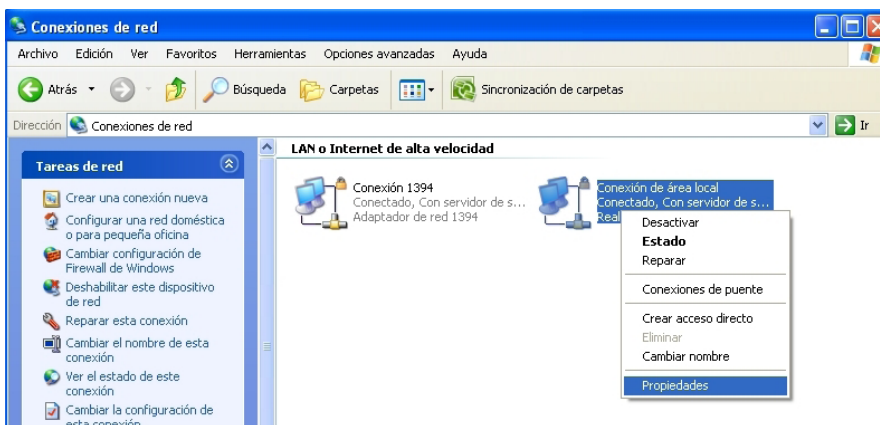 Conexiones de red
Archivo Edición Ver Favoritos Herramientas Opciones avanzadas Ayuda
Atrás Búsqueda Carpetas Sincronización de carpetas
Dirección Conexiones de red Ir
Tareas de red
Crear una conexión nueva
Configurar una red doméstica
o para pequeña oficina
Cambiar configuración de
Firewall de Windows
Deshabilitar este dispositivo
de red
Reparar esta conexión
Cambiar el nombre de esta
conexión
Ver el estado de este
conexión
Cambiar la configuración de
esta conexión
LAN o Internet de alta velocidad
Conexión 1394
Conectado, Con servidor de s...
Adaptador de red 1394
Conexión de área local
Conectado, Con servidor de s...
Real
Desactivar
Estado
Reparar
Conexiones de puente
Crear acceso directo
Eliminar
Cambiar nombre
Propiedades